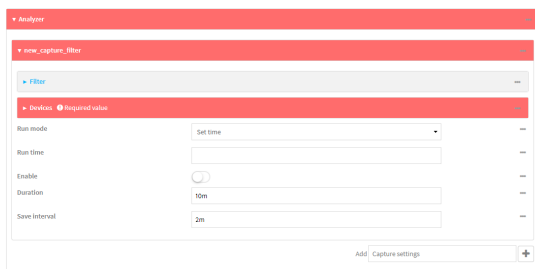 Analyzer
new_capture_filter
Filter
Devices Required value
Run mode Set time
Run time
Enable
Duration 10m
Save interval 2m
Add Capture settings